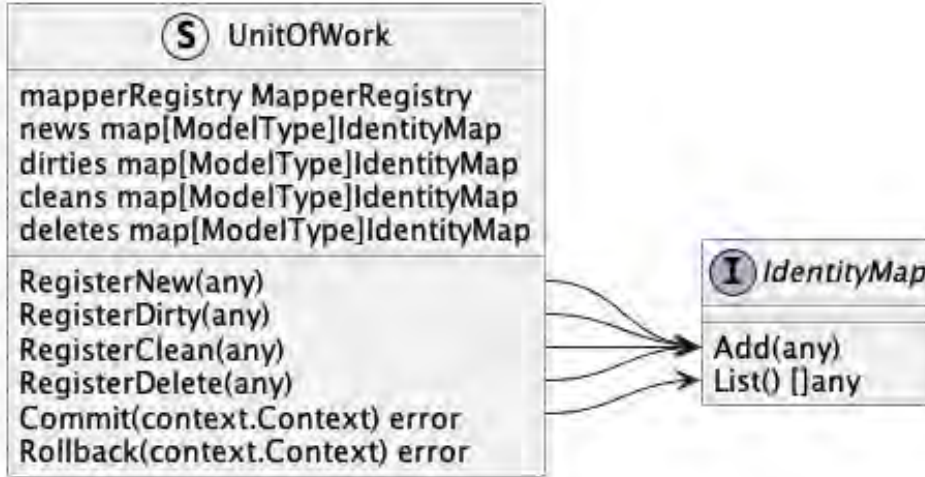 S UnitOfWork
mapperRegistry MapperRegistry
news map[ModelType]IdentityMap
dirties map[ModelType]IdentityMap
cleans map[ModelType]IdentityMap
deletes map[ModelType]IdentityMap
RegisterNew(any)
RegisterDirty(any)
RegisterClean(any)
RegisterDelete(any)
Commit(context.Context) error
Rollback(context.Context) error
I IdentityMap
Add(any)
List() []any